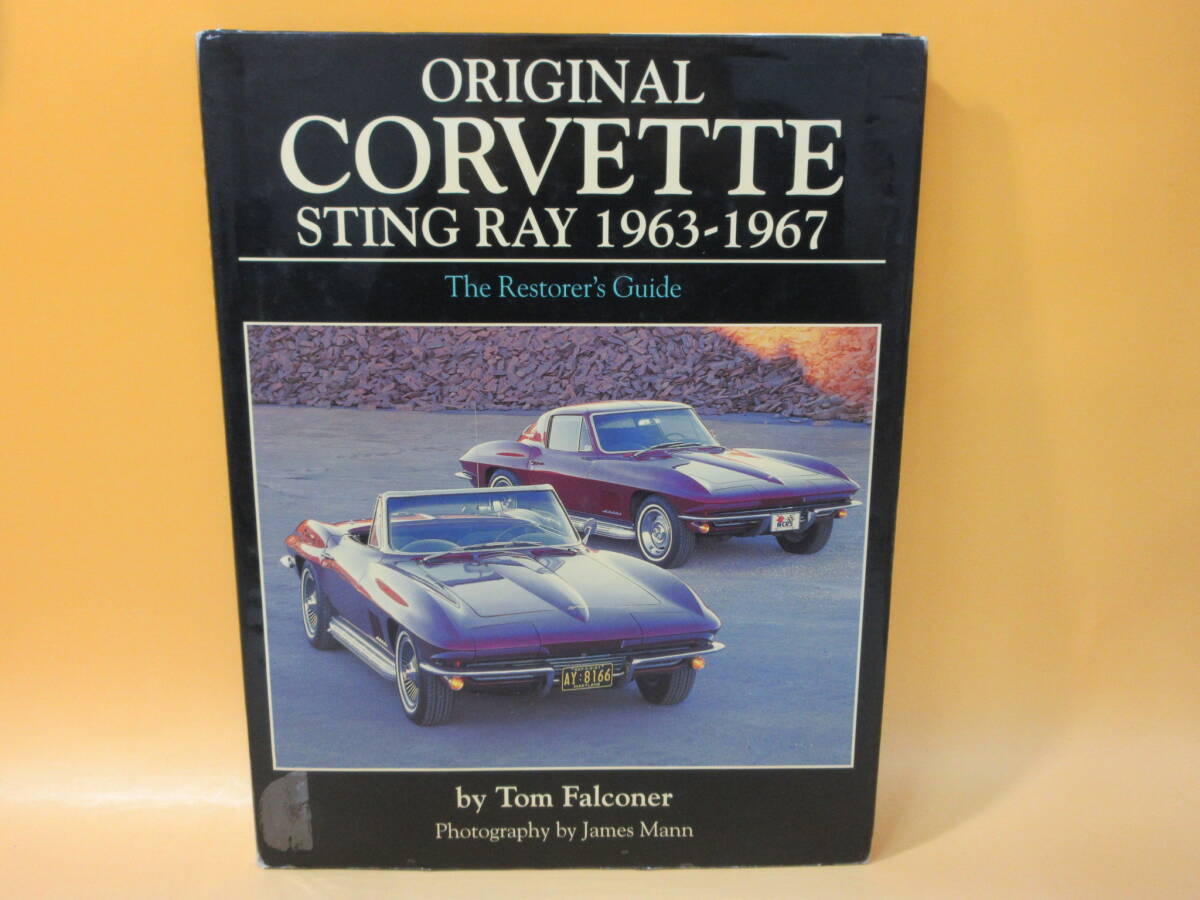 ORIGINAL
CORVETTE
STING RAY 1963-1967
The Restorer's Guide
AY 8166
by Tom Falconer
Photography by James Mann